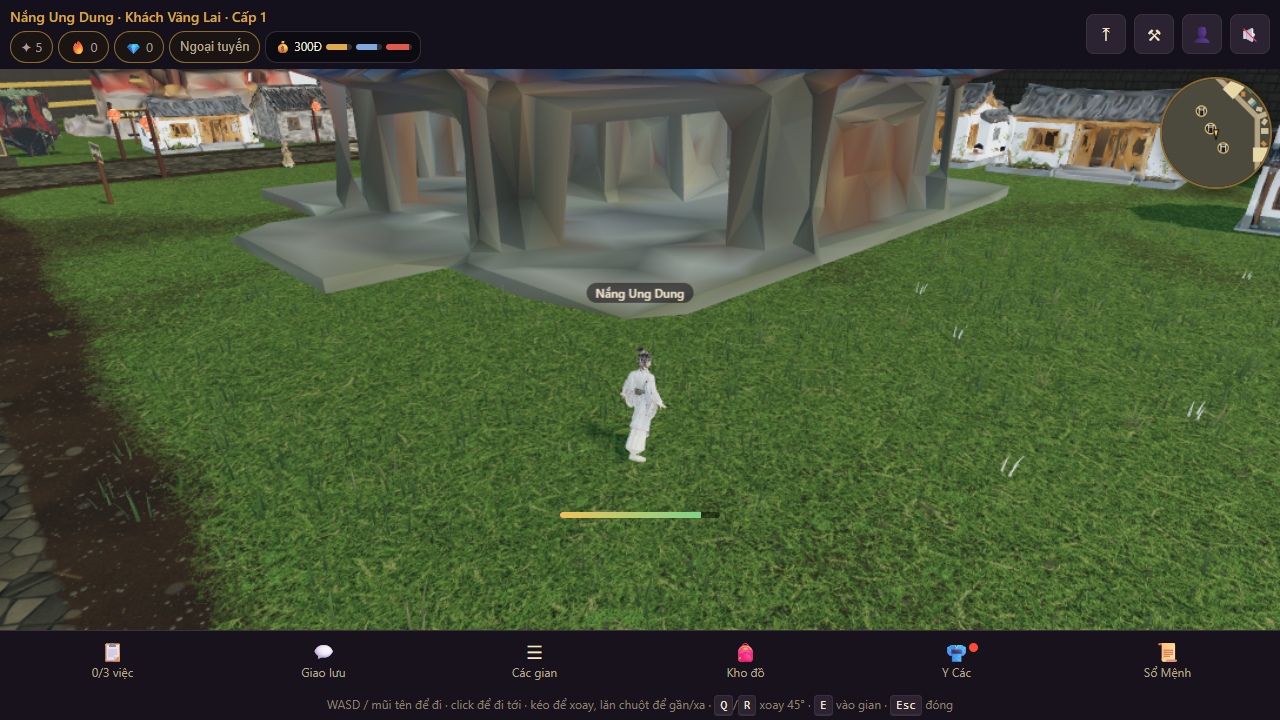 Nắng Ung Dung · Khách Vãng Lai · Cấp 1
5
0
0
Ngoại tuyến
300Đ
Nắng Ung Dung
0/3 việc
Giao lưu
Các gian
Kho đồ
Y Các
Sổ Mệnh
WASD / mũi tên để đi · click để đi tới · kéo để xoay, lăn chuột để gần/xa · Q/R xoay 45° · E vào gian · Esc đóng